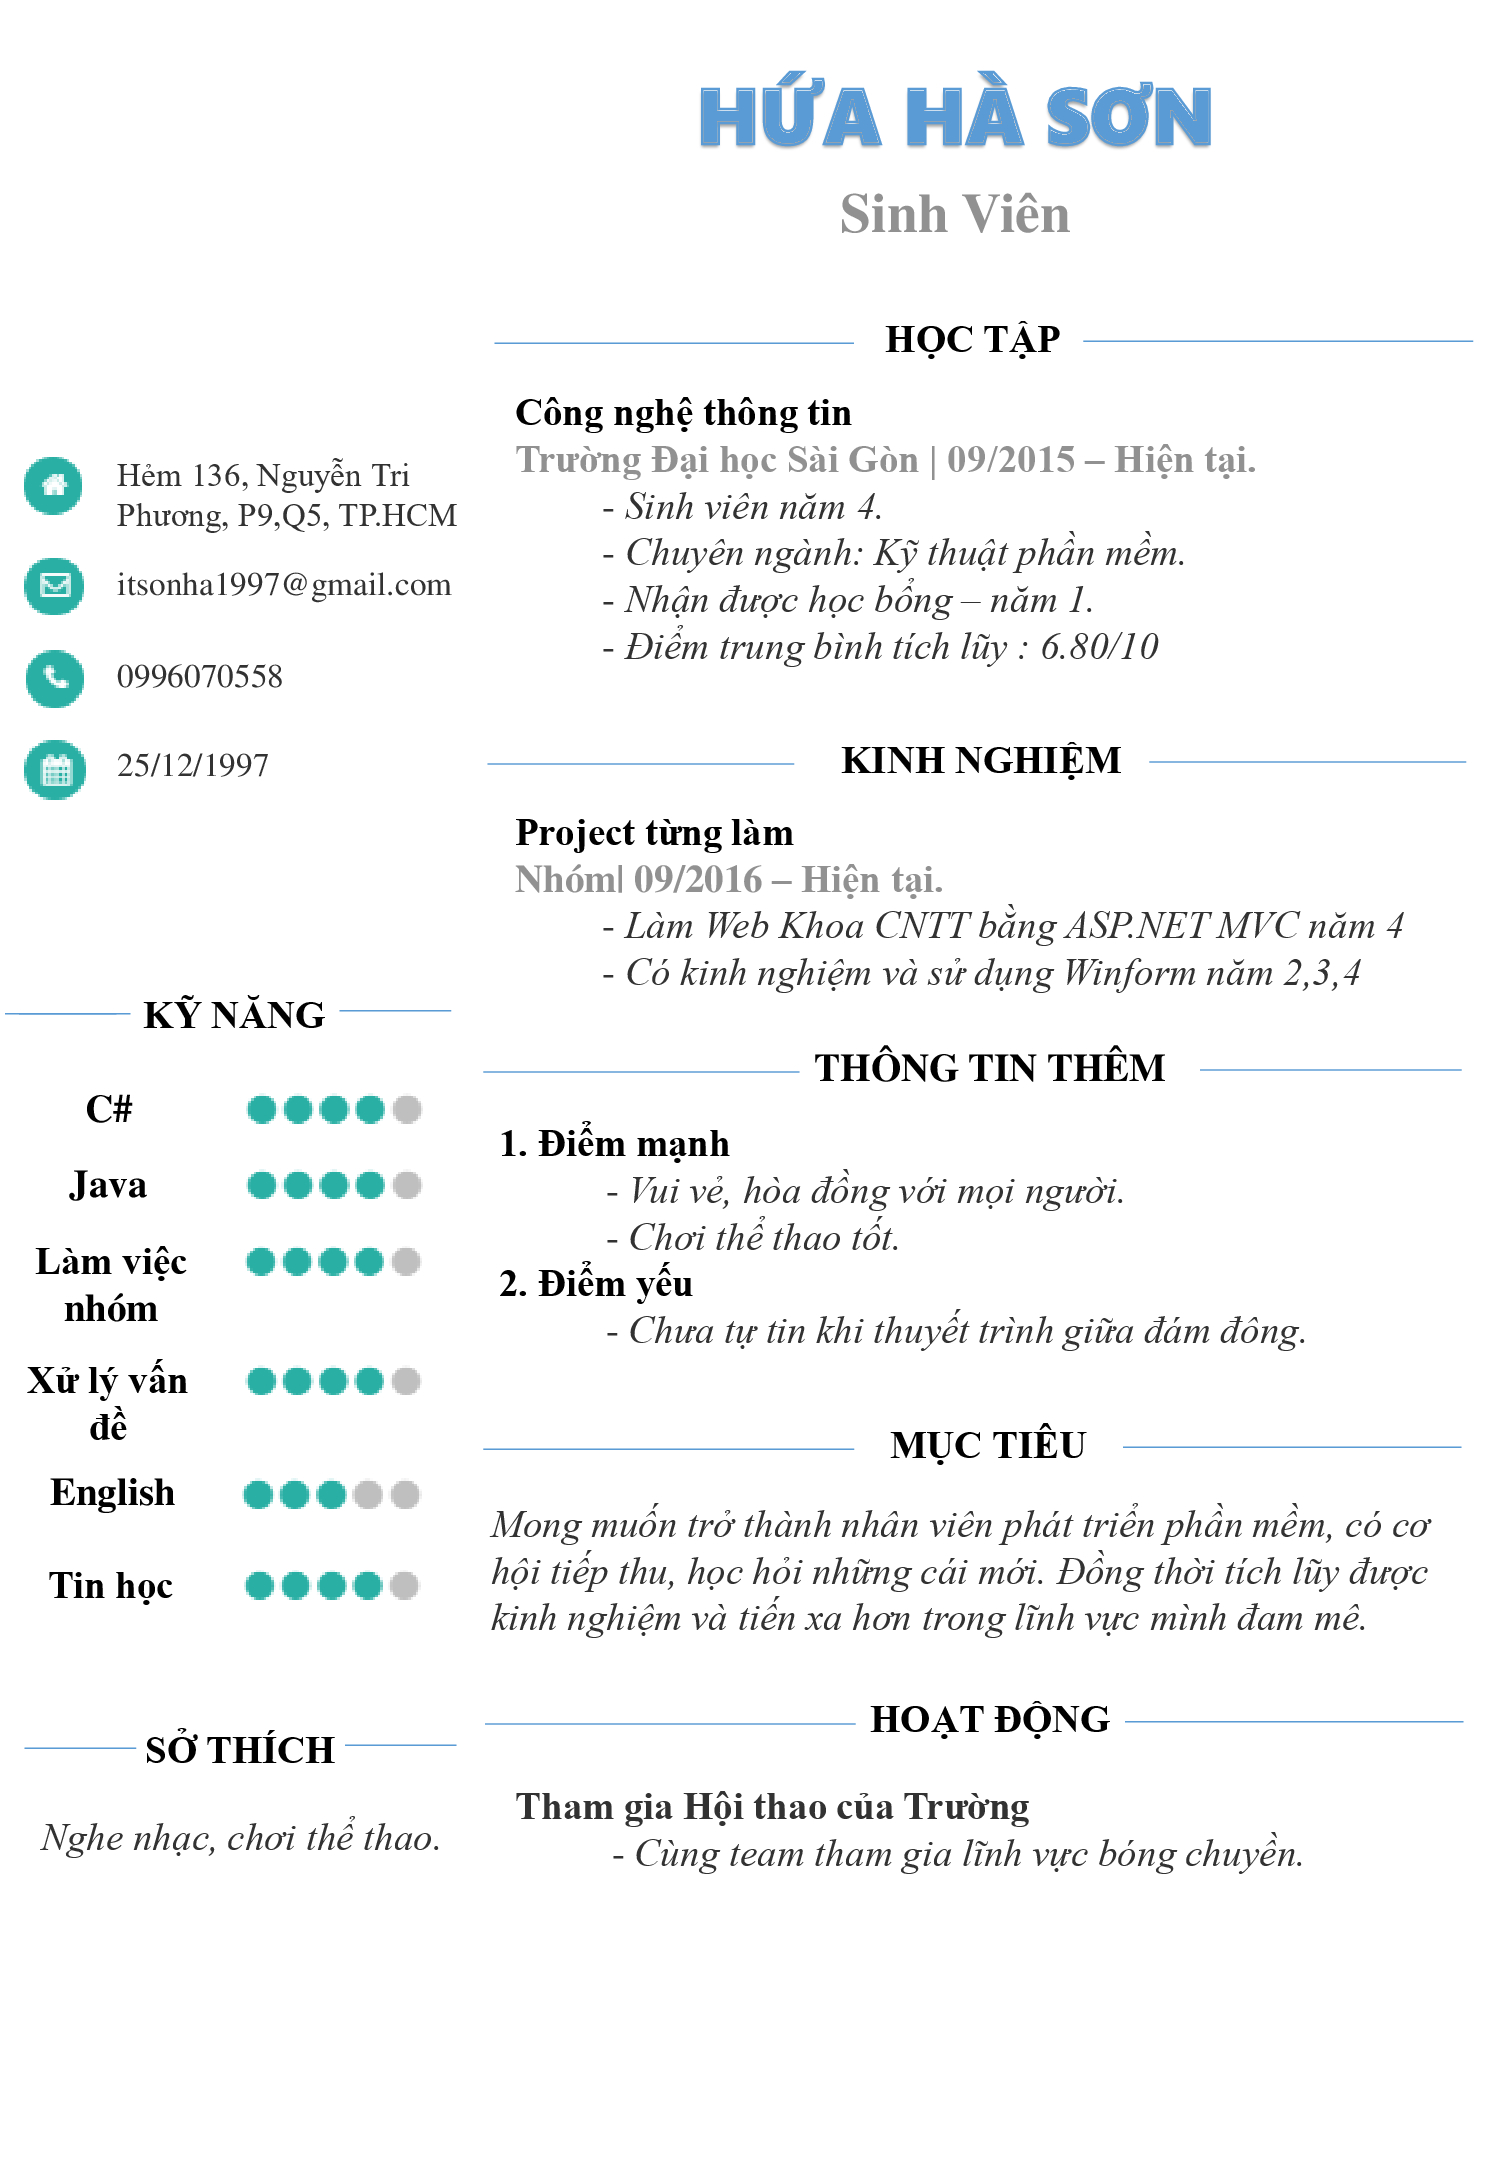 HỨA HÀ SƠN
Sinh Viên
Hẻm 136, Nguyễn Tri
Phương, P9,Q5, TP.HCM
itsonha1997@gmail.com
0996070558
25/12/1997
KỸ NĂNG
C#
Java
Làm việc
nhóm
Xử lý vấn
đề
English
Tin học
SỞ THÍCH
Nghe nhạc, chơi thể thao.
HỌC TẬP
Công nghệ thông tin
Trường Đại học Sài Gòn | 09/2015 – Hiện tại.
- Sinh viên năm 4.
- Chuyên ngành: Kỹ thuật phần mềm.
- Nhận được học bổng – năm 1.
- Điểm trung bình tích lũy : 6.80/10
KINH NGHIỆM
Project từng làm
Nhóm| 09/2016 – Hiện tại.
- Làm Web Khoa CNTT bằng ASP.NET MVC năm 4
- Có kinh nghiệm và sử dụng Winform năm 2,3,4
THÔNG TIN THÊM
1. Điểm mạnh
- Vui vẻ, hòa đồng với mọi người.
- Chơi thể thao tốt.
2. Điểm yếu
- Chưa tự tin khi thuyết trình giữa đám đông.
MỤC TIÊU
Mong muốn trở thành nhân viên phát triển phần mềm, có cơ
hội tiếp thu, học hỏi những cái mới. Đồng thời tích lũy được
kinh nghiệm và tiến xa hơn trong lĩnh vực mình đam mê.
HOẠT ĐỘNG
Tham gia Hội thao của Trường
- Cùng team tham gia lĩnh vực bóng chuyền.